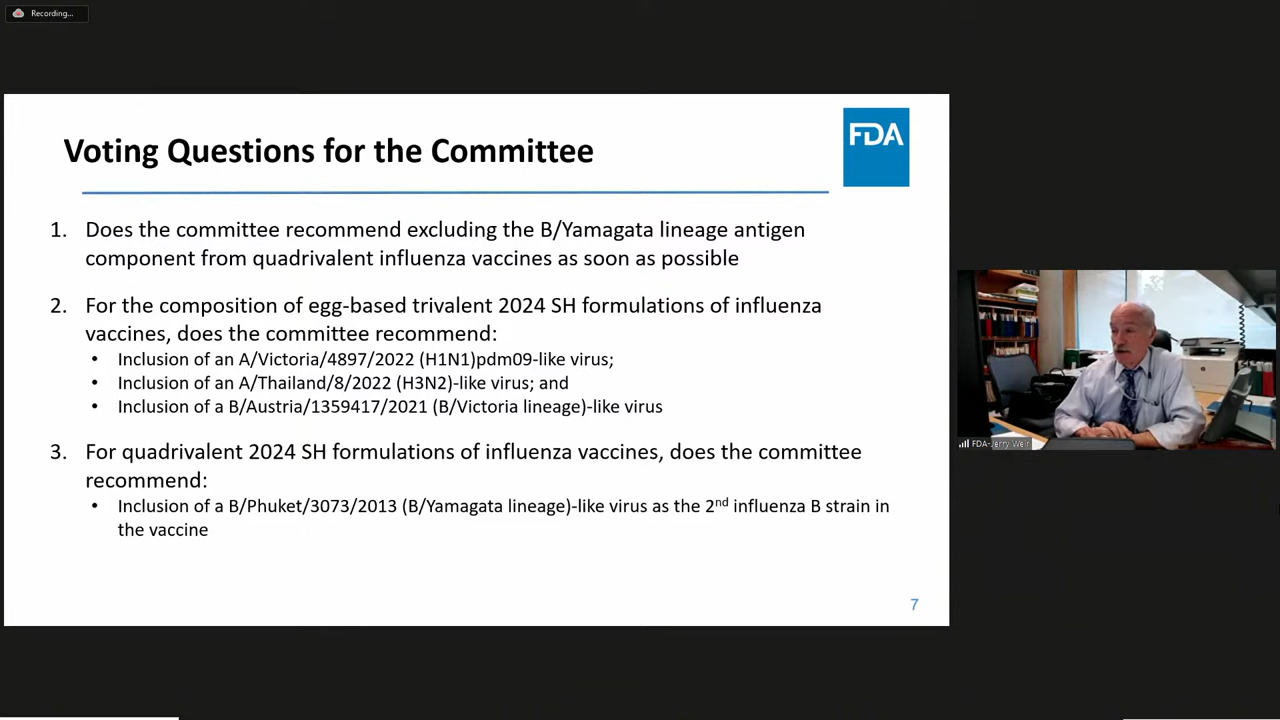 Recording...
FDA
Voting Questions for the Committee
1. Does the committee recommend excluding the B/Yamagata lineage antigen
component from quadrivalent influenza vaccines as soon as possible
2. For the composition of egg-based trivalent 2024 SH formulations of influenza
vaccines, does the committee recommend:
• Inclusion of an A/Victoria/4897/2022 (H1N1)pdm09-like virus;
• Inclusion of an A/Thailand/8/2022 (H3N2)-like virus; and
• Inclusion of a B/Austria/1359417/2021 (B/Victoria lineage)-like virus
3. For quadrivalent 2024 SH formulations of influenza vaccines, does the committee
recommend:
• Inclusion of a B/Phuket/3073/2013 (B/Yamagata lineage)-like virus as the 2nd influenza B strain in
the vaccine
7
FDA-Jerry Weir